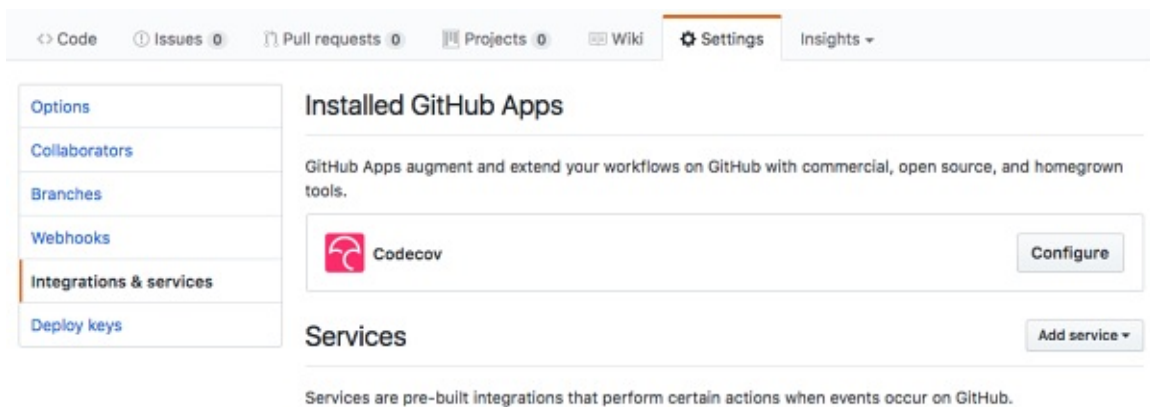 <> Code Issues 0 Pull requests 0 Projects 0 Wiki Settings Insights
Options
Collaborators
Branches
Webhooks
Integrations & services
Deploy keys
Installed GitHub Apps
GitHub Apps augment and extend your workflows on GitHub with commercial, open source, and homegrown
tools.
Codecov Configure
Services Add service
Services are pre-built integrations that perform certain actions when events occur on GitHub.